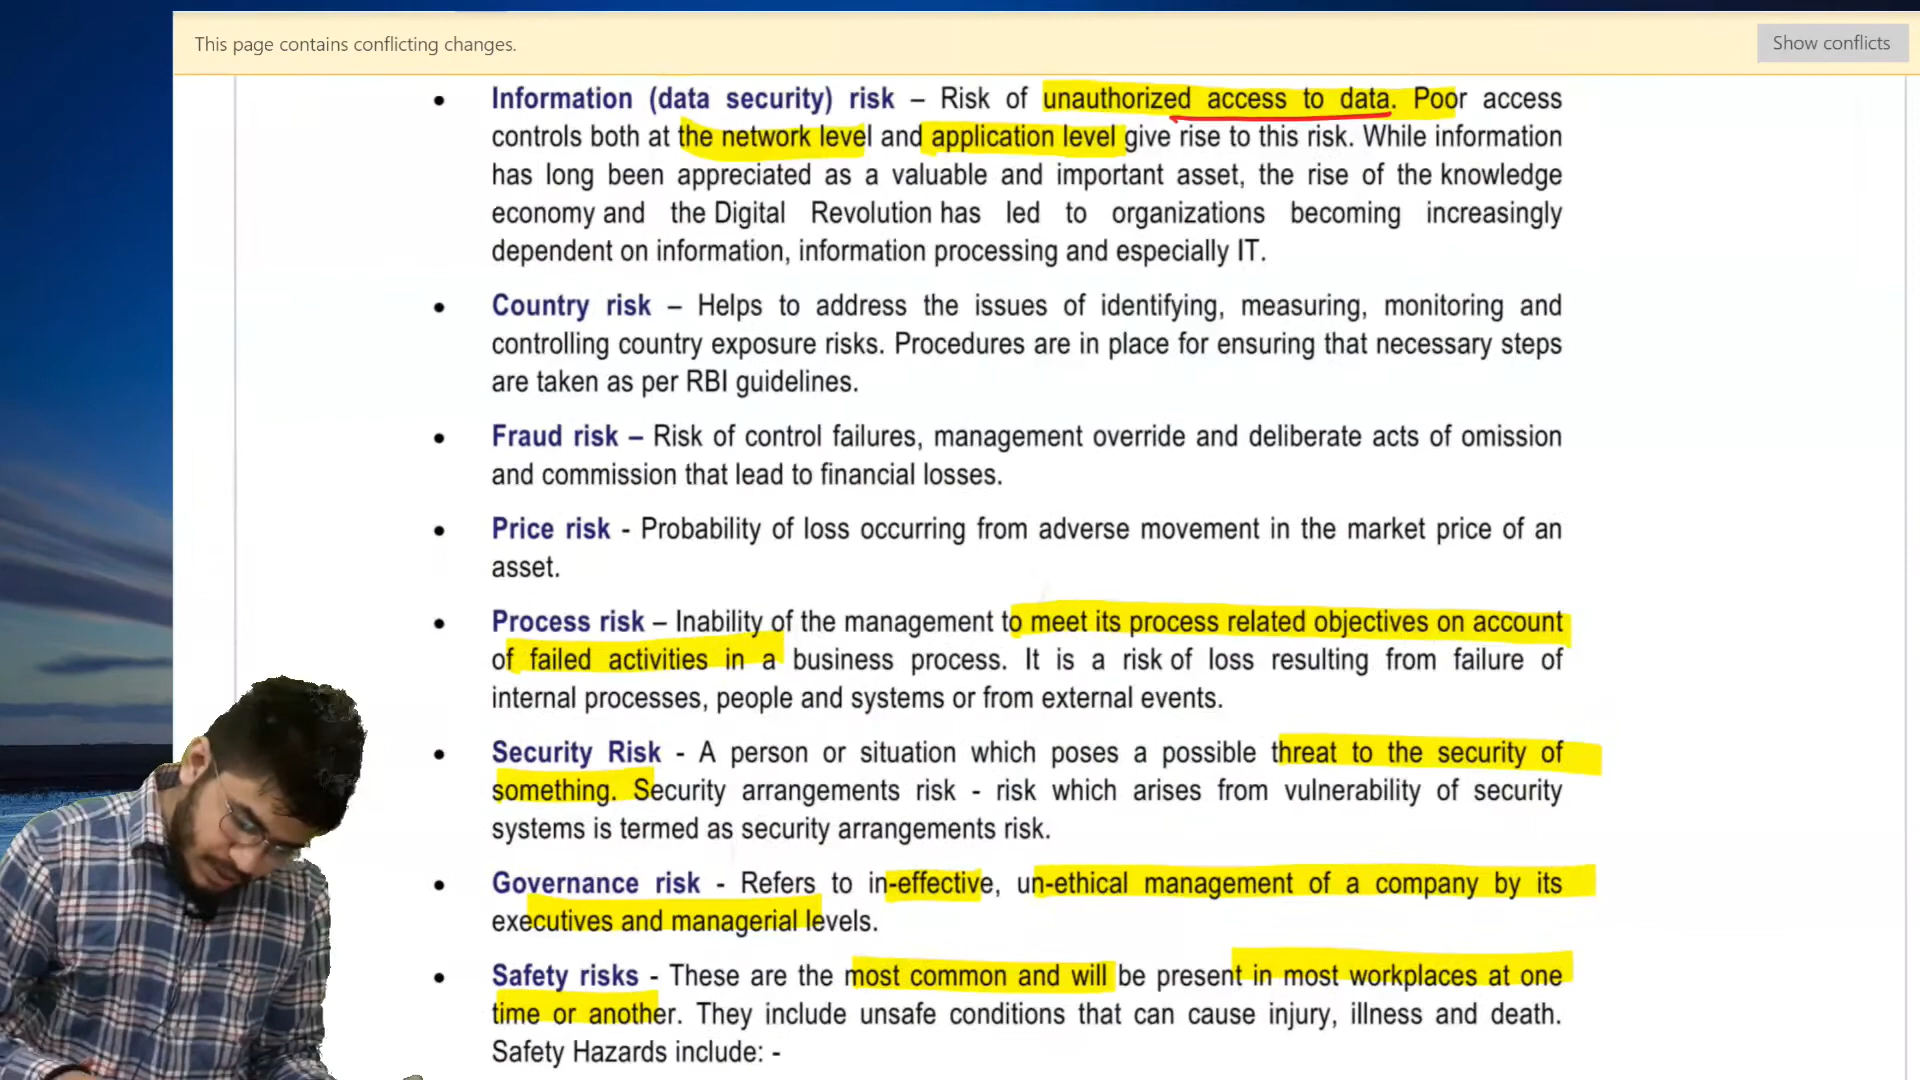 This page contains conflicting changes.
Show conflicts
• Information (data security) risk – Risk of unauthorized access to data. Poor access
controls both at the network level and application level give rise to this risk. While information
has long been appreciated as a valuable and important asset, the rise of the knowledge
economy and the Digital Revolution has led to organizations becoming increasingly
dependent on information, information processing and especially IT.
• Country risk – Helps to address the issues of identifying, measuring, monitoring and
controlling country exposure risks. Procedures are in place for ensuring that necessary steps
are taken as per RBI guidelines.
• Fraud risk – Risk of control failures, management override and deliberate acts of omission
and commission that lead to financial losses.
• Price risk - Probability of loss occurring from adverse movement in the market price of an
asset.
• Process risk – Inability of the management to meet its process related objectives on account
of failed activities in a business process. It is a risk of loss resulting from failure of
internal processes, people and systems or from external events.
• Security Risk - A person or situation which poses a possible threat to the security of
something. Security arrangements risk - risk which arises from vulnerability of security
systems is termed as security arrangements risk.
• Governance risk - Refers to in-effective, un-ethical management of a company by its
executives and managerial levels.
• Safety risks - These are the most common and will be present in most workplaces at one
time or another. They include unsafe conditions that can cause injury, illness and death.
Safety Hazards include: -